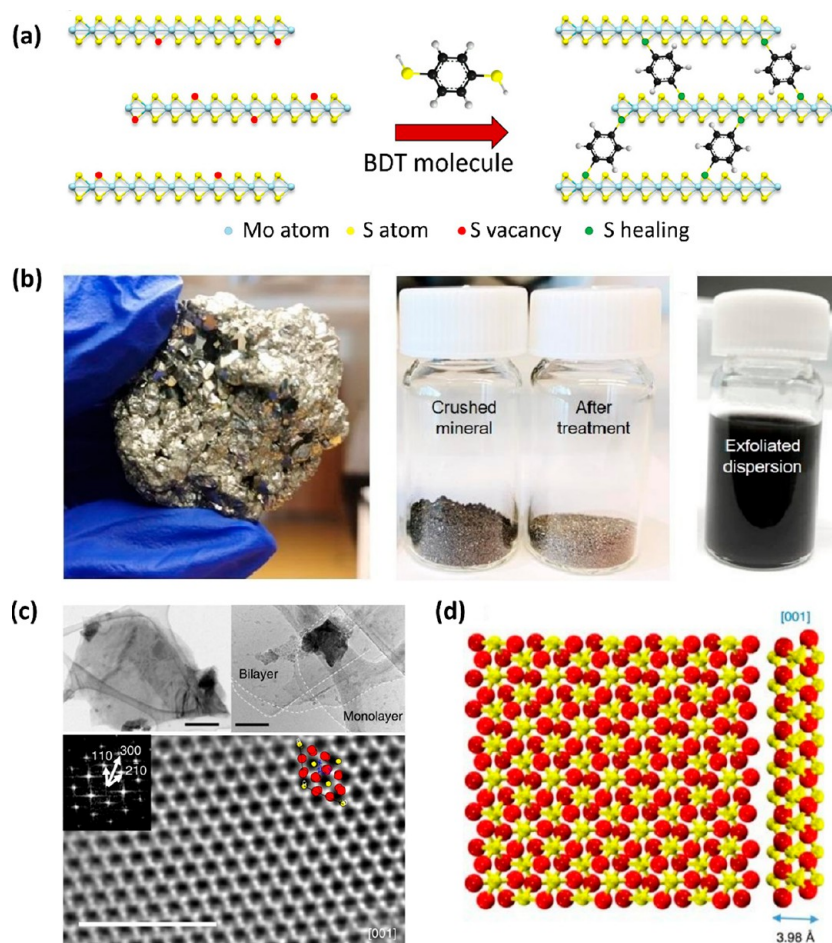 (a)
BDT molecule
Mo atom
S atom
S vacancy
S healing
(b)
Crushed
mineral
After
treatment
Exfoliated
dispersion
(c)
Bilayer
Monolayer
110
300
210
[001]
(d)
[001]
3.98 Å